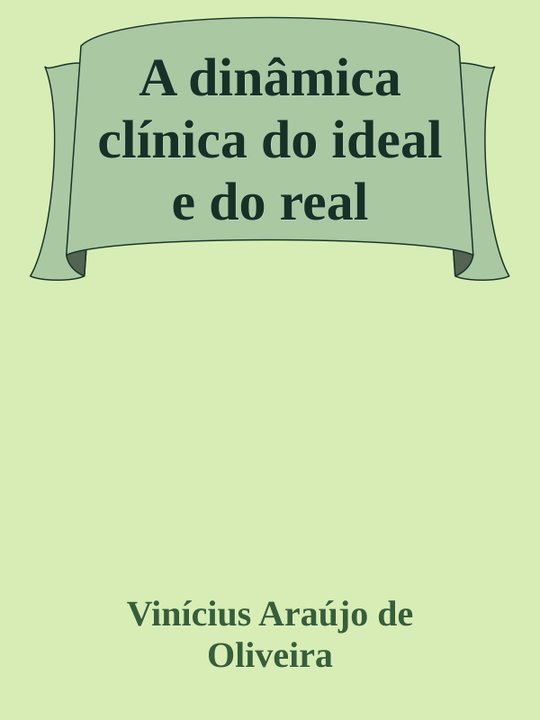 A dinâmica
clínica do ideal
e do real
Vinícius Araújo de
Oliveira